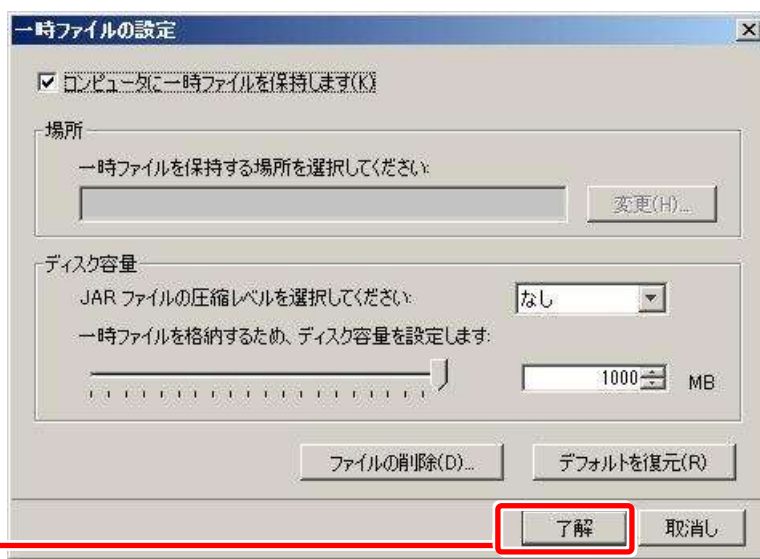 一時ファイルの設定
コンピュータに一時ファイルを保持します(K)
場所
一時ファイルを保持する場所を選択してください:
変更(H)...
ディスク容量
JAR ファイルの圧縮レベルを選択してください:
なし
一時ファイルを格納するため、ディスク容量を設定します:
1000
MB
ファイルの削除(D)...
デフォルトを復元(R)
了解
取消し